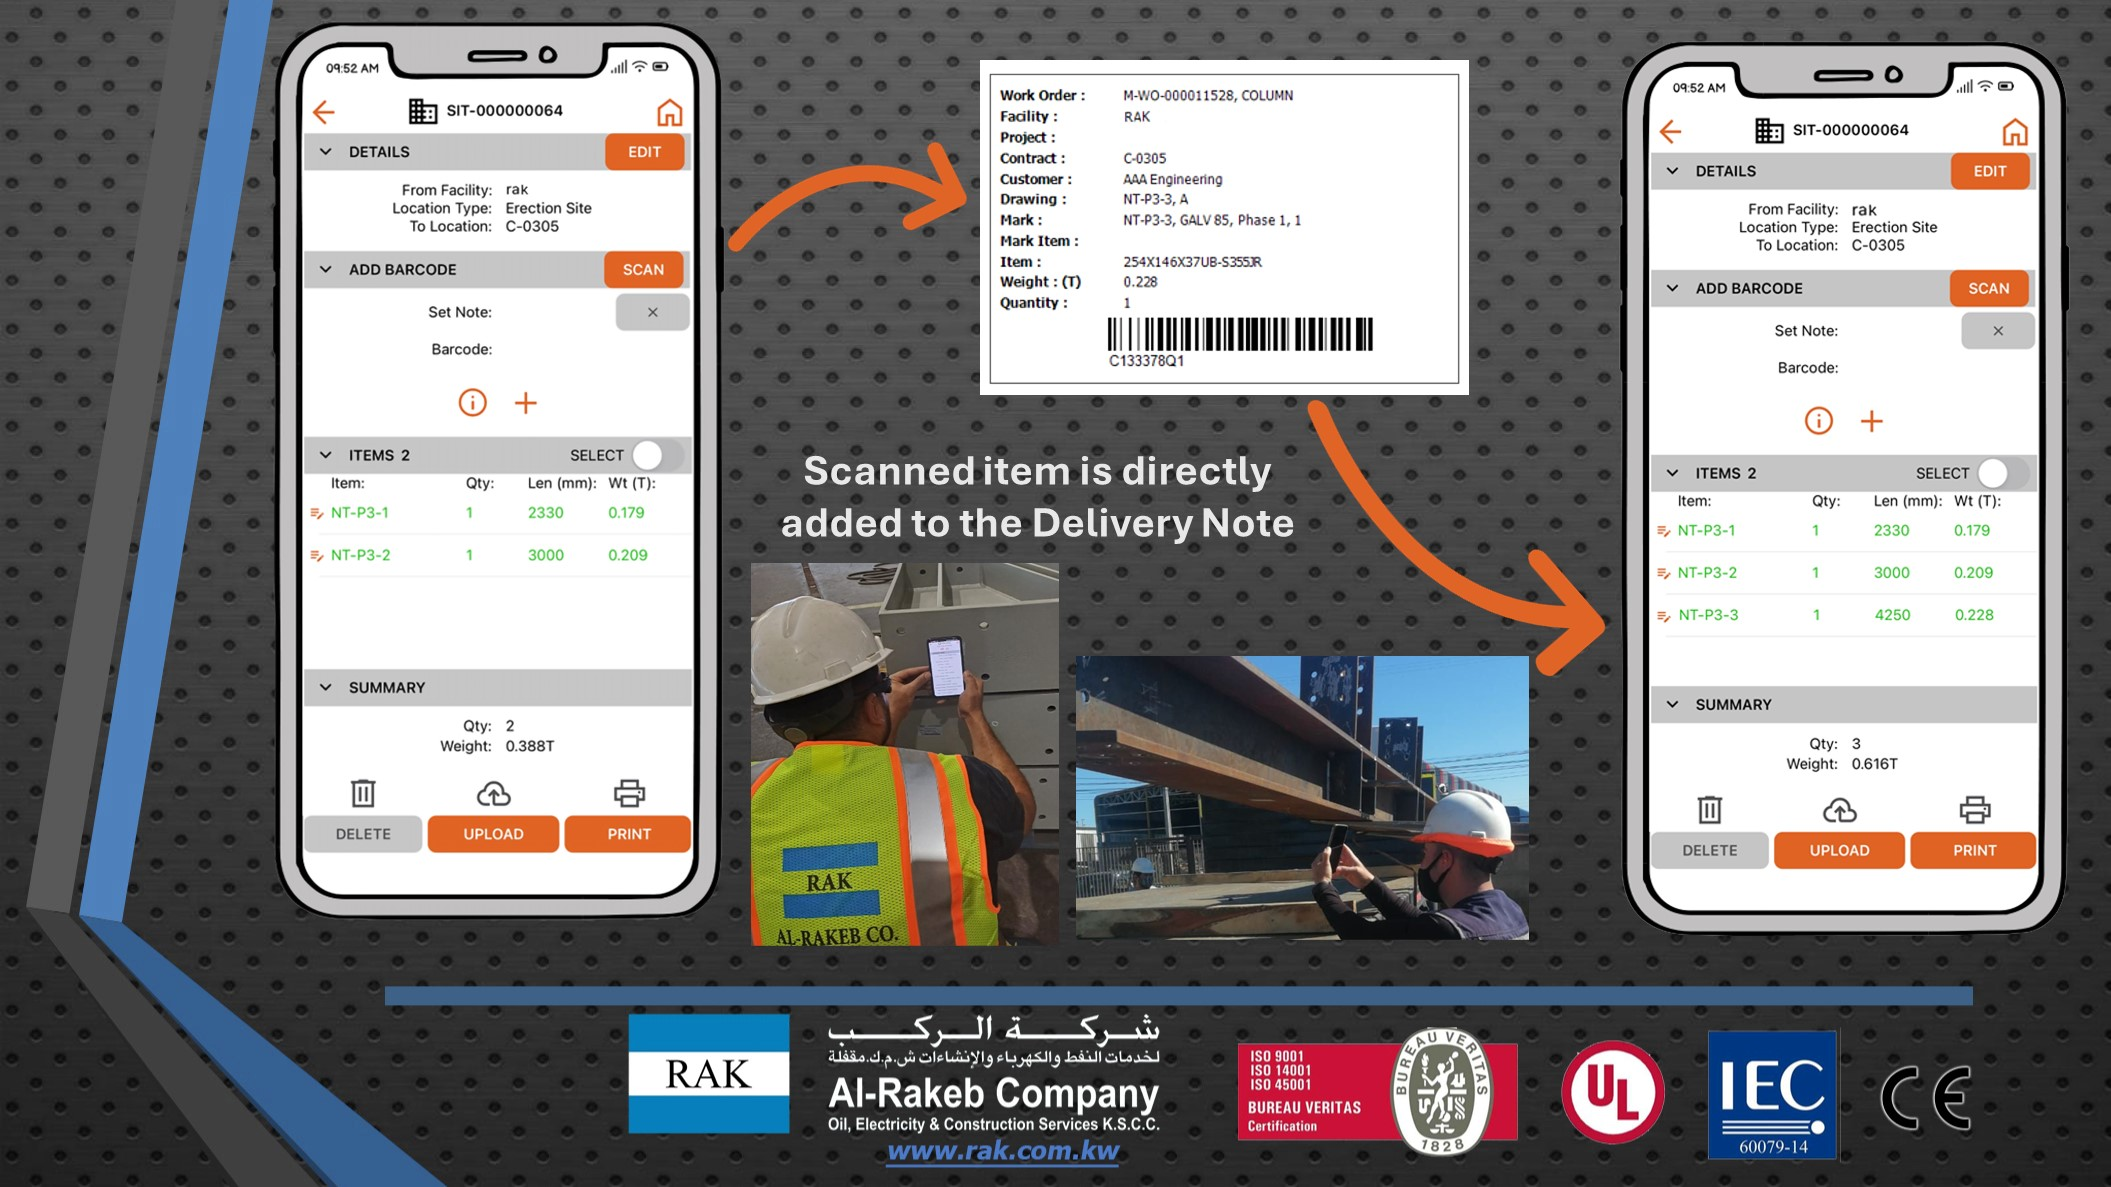 09:52 AM
SIT-000000064
DETAILS EDIT
From Facility: rak
Location Type: Erection Site
To Location: C-0305
ADD BARCODE SCAN
Set Note: ×
Barcode:
ITEMS 2 SELECT
Item: Qty: Len (mm): Wt (T):
NT-P3-1 1 2330 0.179
NT-P3-2 1 3000 0.209
SUMMARY
Qty: 2
Weight: 0.388T
DELETE UPLOAD PRINT
Work Order : M-WO-000011528, COLUMN
Facility : RAK
Project :
Contract : C-0305
Customer : AAA Engineering
Drawing : NT-P3-3, A
Mark : NT-P3-3, GALV 85, Phase 1, 1
Mark Item :
Item : 254X146X37UB-S355JR
Weight : (T) 0.228
Quantity : 1
C133378Q1
Scanned item is directly
added to the Delivery Note
RAK
AL-RAKEB CO.
09:52 AM
SIT-000000064
DETAILS EDIT
From Facility: rak
Location Type: Erection Site
To Location: C-0305
ADD BARCODE SCAN
Set Note: ×
Barcode:
ITEMS 2 SELECT
Item: Qty: Len (mm): Wt (T):
NT-P3-1 1 2330 0.179
NT-P3-2 1 3000 0.209
NT-P3-3 1 4250 0.228
SUMMARY
Qty: 3
Weight: 0.616T
DELETE UPLOAD PRINT
RAK
شركة الركب
لخدمات النفط والكهرباء والإنشاءات ش.م.ك.مقفلة
Al-Rakeb Company
Oil, Electricity & Construction Services K.S.C.C.
www.rak.com.kw
ISO 9001
ISO 14001
ISO 45001
BUREAU VERITAS
Certification
BUREAU VERITAS
1828
UL
IEC
60079-14
CE